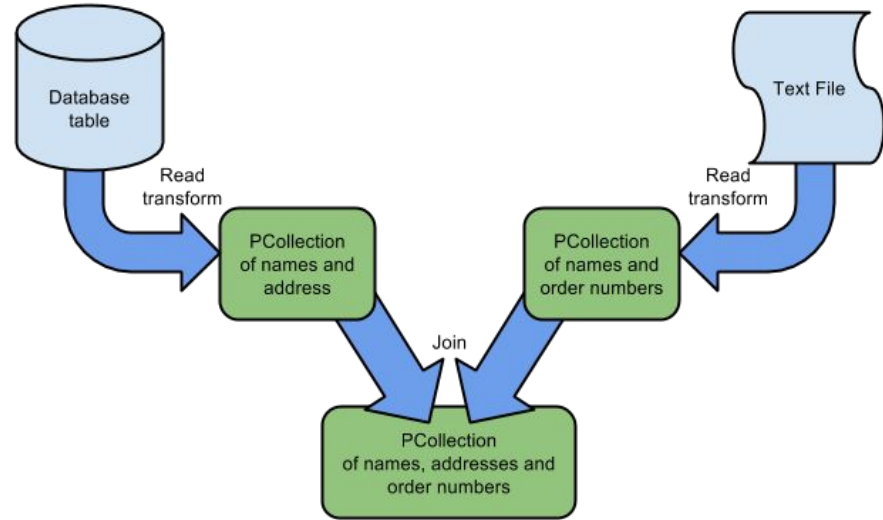 Database
table
Text File
Read
transform
Read
transform
PCollection
of names and
address
PCollection
of names and
order numbers
Join
PCollection
of names, addresses and
order numbers